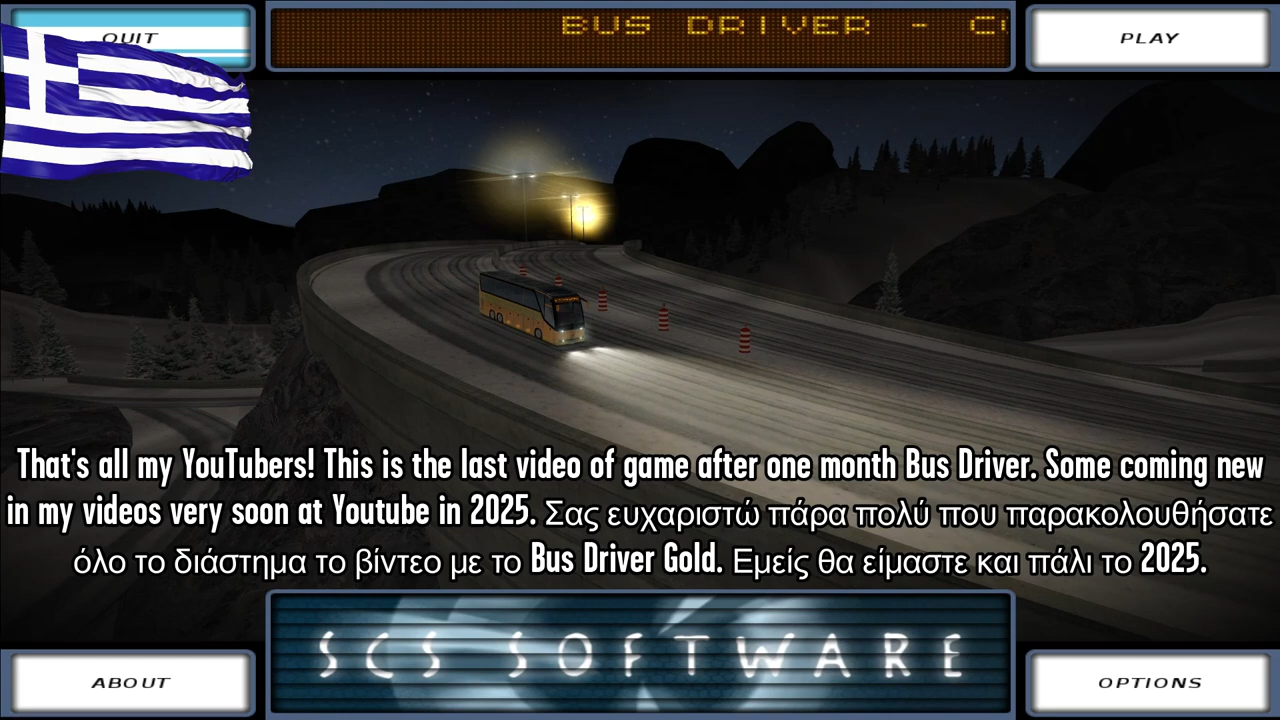 QUIT
BUS DRIVER - C
PLAY
That's all my YouTubers! This is the last video of game after one month Bus Driver. Some coming new
in my videos very soon at Youtube in 2025. Σας ευχαριστώ πάρα πολύ που παρακολουθήσατε
όλο το διάστημα το βίντεο με το Bus Driver Gold. Εμείς θα είμαστε και πάλι το 2025.
SCS SOFTWARE
ABOUT
OPTIONS